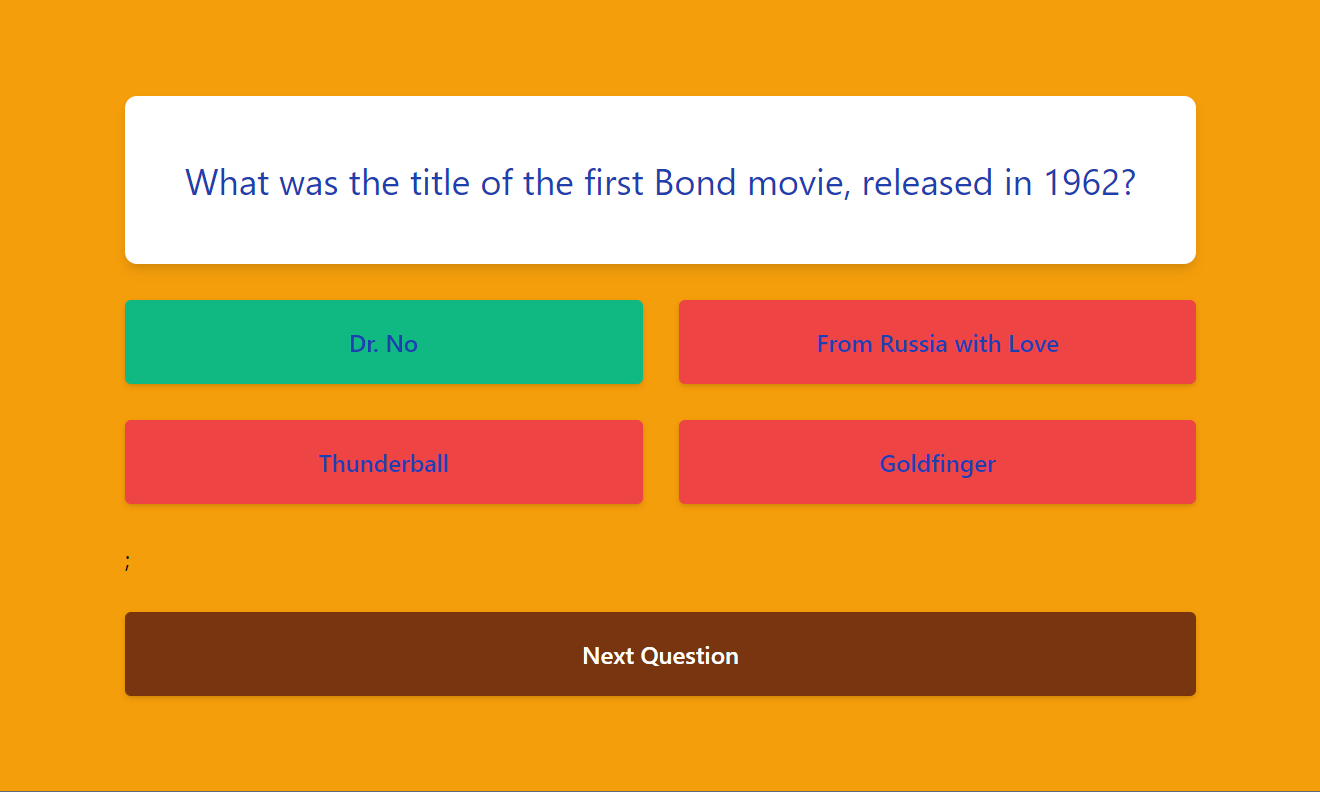 What was the title of the first Bond movie, released in 1962?
Dr. No
From Russia with Love
Thunderball
Goldfinger
;
Next Question